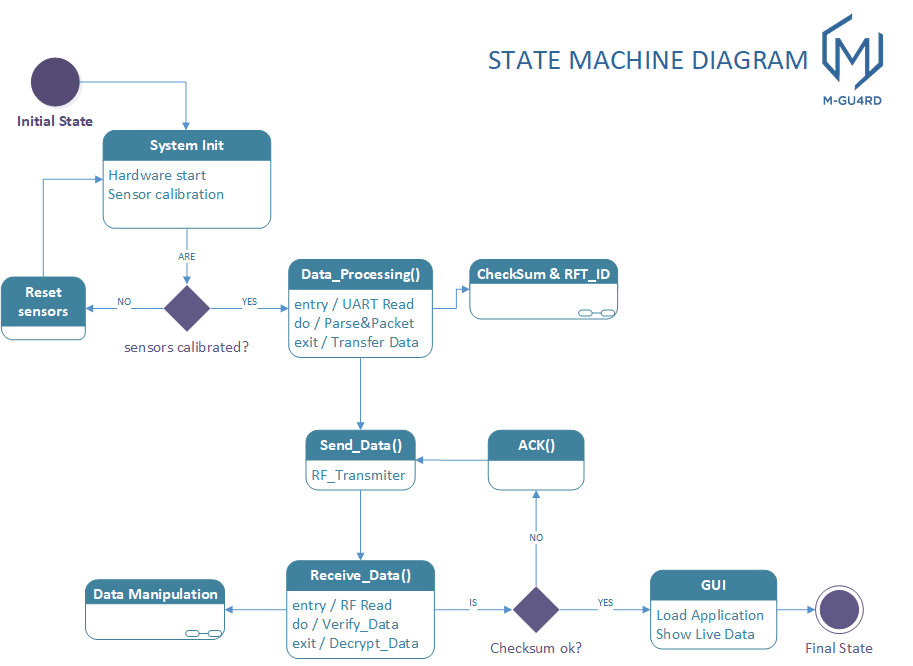 STATE MACHINE DIAGRAM
M-GU4RD
Initial State
System Init
Hardware start
Sensor calibration
ARE
Reset
sensors
NO
YES
sensors calibrated?
Data_Processing()
entry / UART Read
do / Parse&Packet
exit / Transfer Data
CheckSum & RFT_ID
Send_Data()
RF_Transmiter
ACK()
NO
Data Manipulation
Receive_Data()
entry / RF Read
do / Verify_Data
exit / Decrypt_Data
IS
Checksum ok?
YES
GUI
Load Application
Show Live Data
Final State